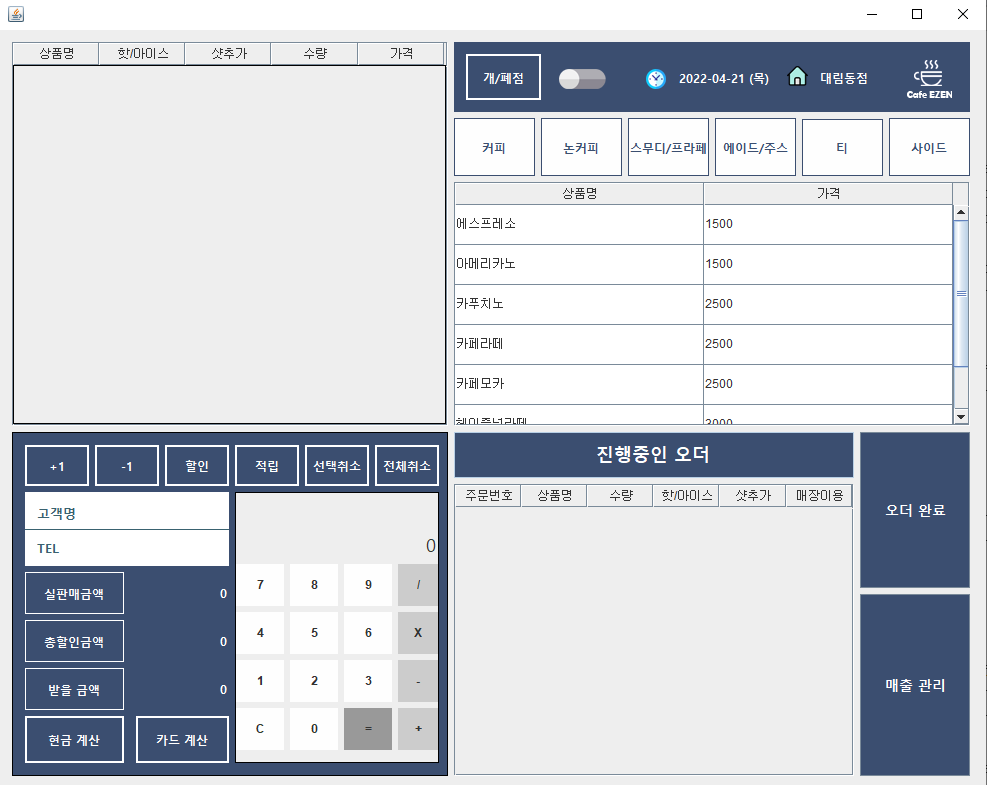 상품명 핫/아이스 샷추가 수량 가격
개/폐점 2022-04-21 (목) 대림동점 Cafe EZEN
커피 논커피 스무디/프라페 에이드/주스 티 사이드
상품명 가격
에스프레소 1500
아메리카노 1500
카푸치노 2500
카페라떼 2500
카페모카 2500
헤이즐넛라떼 3000
+1 -1 할인 적립 선택취소 전체취소
고객명
TEL
실판매금액 0
총할인금액 0
받을 금액 0
현금 계산 카드 계산
0
7 8 9 /
4 5 6 X
1 2 3 -
C 0 = +
진행중인 오더
주문번호 상품명 수량 핫/아이스 샷추가 매장이용
오더 완료
매출 관리